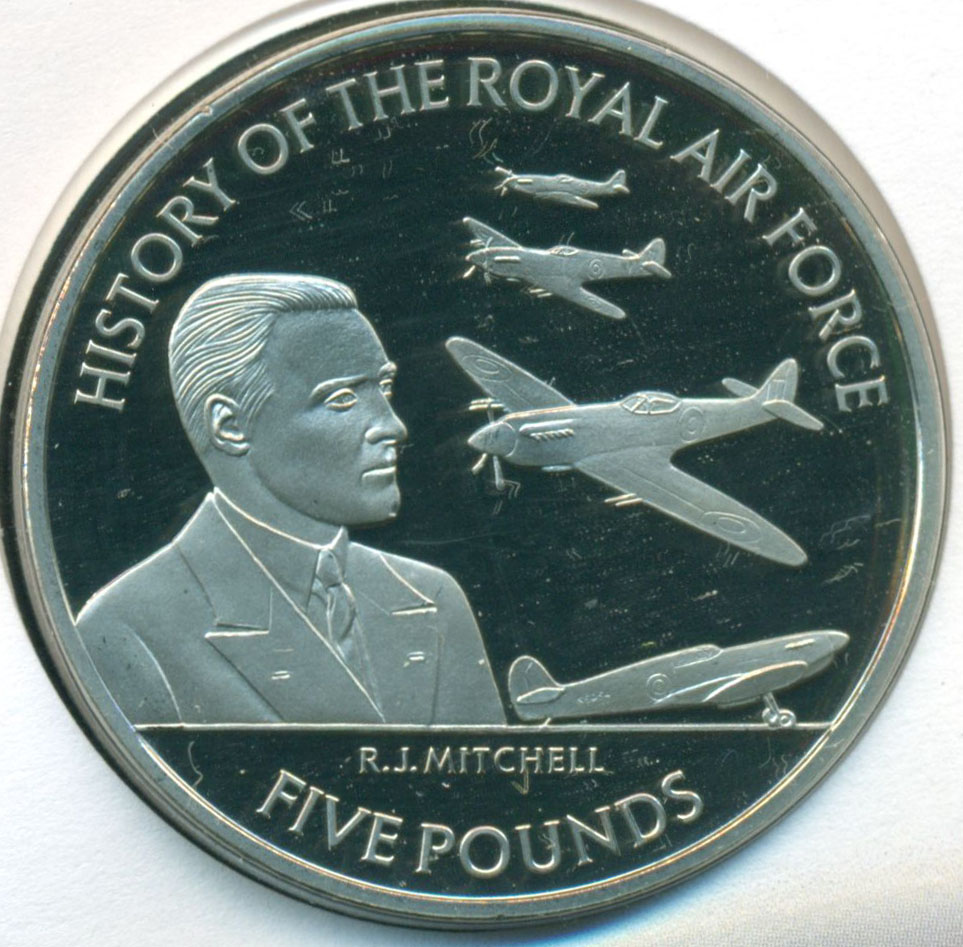 HISTORY OF THE ROYAL AIR FORCE
R.J. MITCHELL
FIVE POUNDS